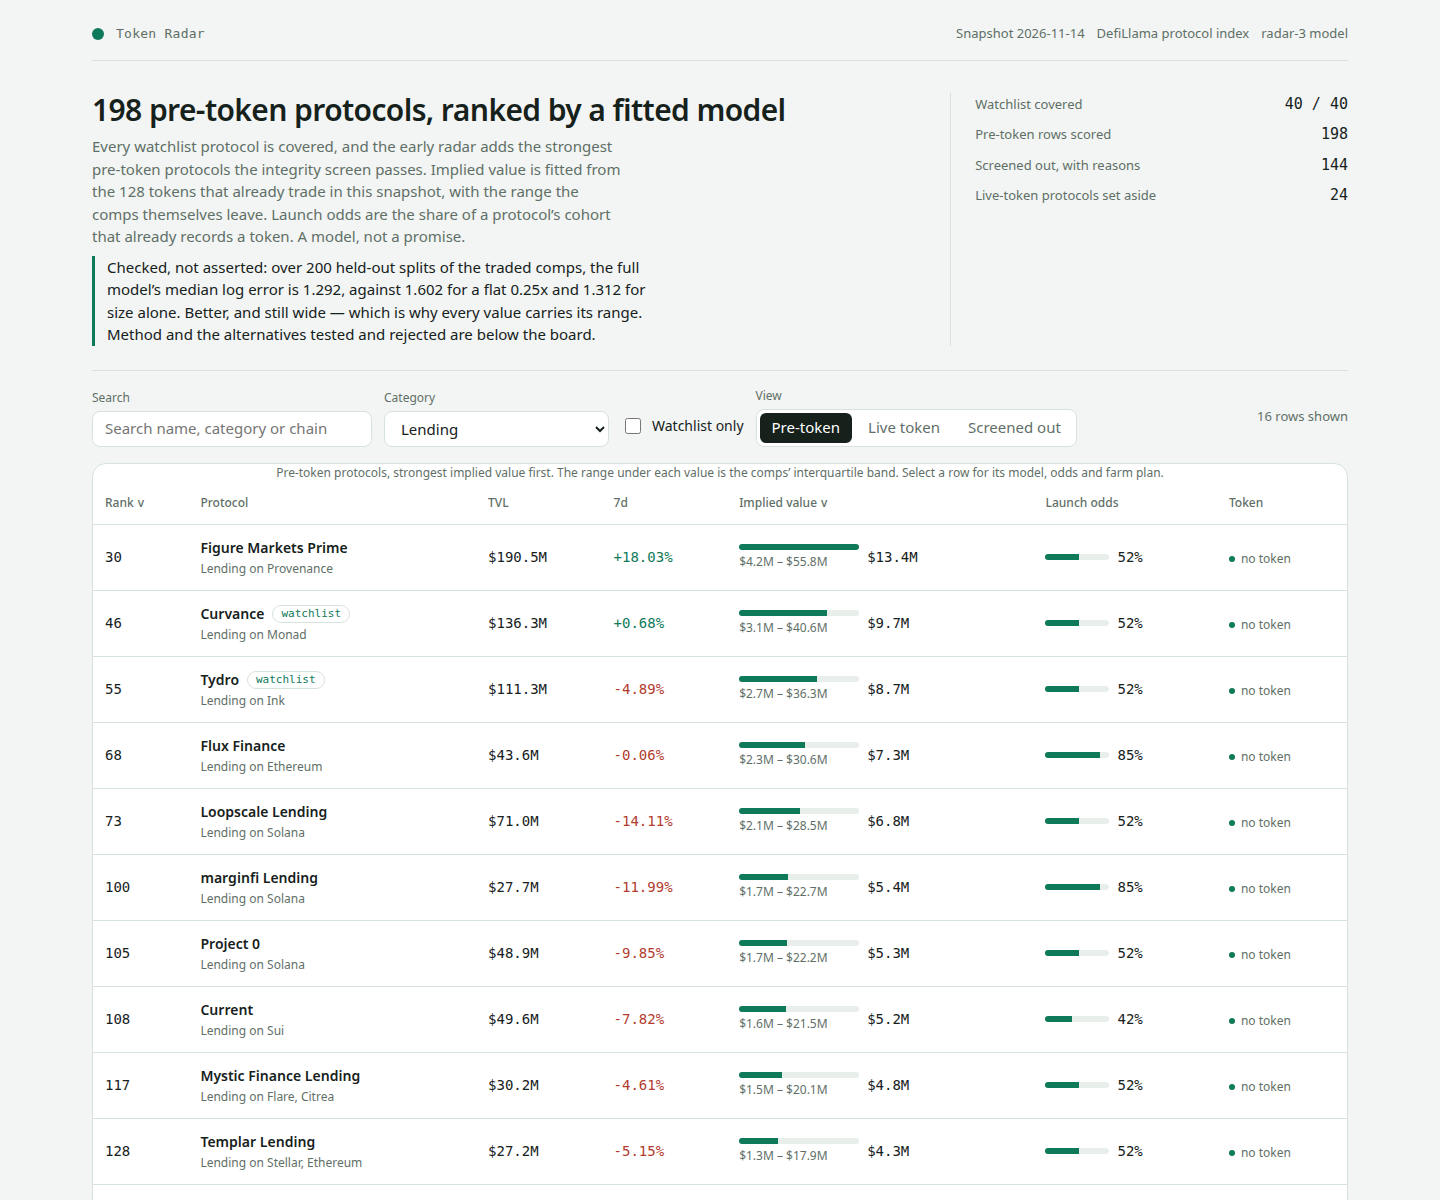 Token Radar
Snapshot 2026-11-14 DefiLlama protocol index radar-3 model
198 pre-token protocols, ranked by a fitted model
Every watchlist protocol is covered, and the early radar adds the strongest
pre-token protocols the integrity screen passes. Implied value is fitted from
the 128 tokens that already trade in this snapshot, with the range the
comps themselves leave. Launch odds are the share of a protocol’s cohort
that already records a token. A model, not a promise.
Checked, not asserted: over 200 held-out splits of the traded comps, the full
model’s median log error is 1.292, against 1.602 for a flat 0.25x and 1.312 for
size alone. Better, and still wide — which is why every value carries its range.
Method and the alternatives tested and rejected are below the board.
Watchlist covered 40 / 40
Pre-token rows scored 198
Screened out, with reasons 144
Live-token protocols set aside 24
Search
Search name, category or chain
Category
Lending
Watchlist only
View
Pre-token Live token Screened out
16 rows shown
Pre-token protocols, strongest implied value first. The range under each value is the comps’ interquartile band. Select a row for its model, odds and farm plan.
Rank v Protocol TVL 7d Implied value v Launch odds Token
30 Figure Markets Prime $190.5M +18.03% $13.4M 52% no token
Lending on Provenance $4.2M – $55.8M
46 Curvance watchlist $136.3M +0.68% $9.7M 52% no token
Lending on Monad $3.1M – $40.6M
55 Tydro watchlist $111.3M -4.89% $8.7M 52% no token
Lending on Ink $2.7M – $36.3M
68 Flux Finance $43.6M -0.06% $7.3M 85% no token
Lending on Ethereum $2.3M – $30.6M
73 Loopscale Lending $71.0M -14.11% $6.8M 52% no token
Lending on Solana $2.1M – $28.5M
100 marginfi Lending $27.7M -11.99% $5.4M 85% no token
Lending on Solana $1.7M – $22.7M
105 Project 0 $48.9M -9.85% $5.3M 52% no token
Lending on Solana $1.7M – $22.2M
108 Current $49.6M -7.82% $5.2M 42% no token
Lending on Sui $1.6M – $21.5M
117 Mystic Finance Lending $30.2M -4.61% $4.8M 52% no token
Lending on Flare, Citrea $1.5M – $20.1M
128 Templar Lending $27.2M -5.15% $4.3M 52% no token
Lending on Stellar, Ethereum $1.3M – $17.9M